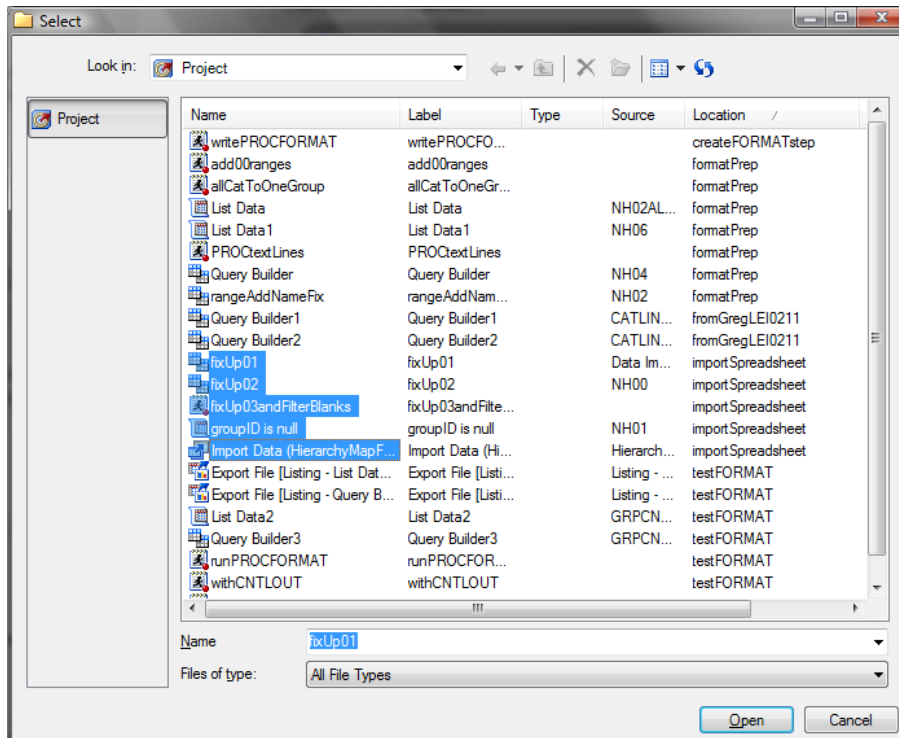 Select
Look in: Project
Project
Name Label Type Source Location
writePROCFORMAT writePROCFO... createFORMATstep
add00ranges add00ranges formatPrep
allCatToOneGroup allCatToOneGr... formatPrep
List Data List Data NH02AL... formatPrep
List Data1 List Data1 NH06 formatPrep
PROCtextLines PROCtextLines formatPrep
Query Builder Query Builder NH04 formatPrep
rangeAddNameFix rangeAddNam... NH02 formatPrep
Query Builder1 Query Builder1 CATLIN... fromGregLEI0211
Query Builder2 Query Builder2 CATLIN... fromGregLEI0211
fixUp01 fixUp01 Data Im... importSpreadsheet
fixUp02 fixUp02 NH00 importSpreadsheet
fixUp03andFilterBlanks fixUp03andFilte... importSpreadsheet
groupID is null groupID is null NH01 importSpreadsheet
Import Data (HierarchyMapF... Import Data (Hi... Hierarch... importSpreadsheet
Export File [Listing - List Dat... Export File [Listi... Listing - ... testFORMAT
Export File [Listing - Query B... Export File [Listi... Listing - ... testFORMAT
List Data2 List Data2 GRPCN... testFORMAT
Query Builder3 Query Builder3 GRPCN... testFORMAT
runPROCFORMAT runPROCFOR... testFORMAT
withCNTLOUT withCNTLOUT testFORMAT
Name fixUp01
Files of type: All File Types
Open Cancel